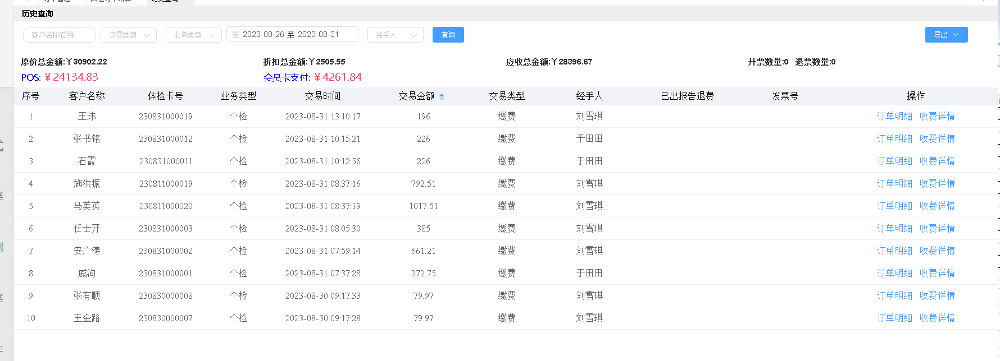 历史查询
客户名称/首拼 交易类型 业务类型 2023-08-26 至 2023-08-31 经手人 查询 导出
原价总金额:￥30902.22 折扣总金额:￥2505.55 应收总金额:￥28396.67 开票数量:0 退票数量:0
POS: ￥24134.83 会员卡支付: ￥4261.84
序号 客户名称 体检卡号 业务类型 交易时间 交易金额 交易类型 经手人 已出报告退费 发票号 操作
1 王玮 230831000019 个检 2023-08-31 13:10:17 196 缴费 刘雪琪 订单明细 收费详情
2 张书铭 230831000012 个检 2023-08-31 10:15:21 226 缴费 于田田 订单明细 收费详情
3 石霞 230831000011 个检 2023-08-31 10:12:56 226 缴费 于田田 订单明细 收费详情
4 施洪振 230811000019 个检 2023-08-31 08:37:16 792.51 缴费 刘雪琪 订单明细 收费详情
5 马美英 230811000020 个检 2023-08-31 08:37:19 1017.51 缴费 刘雪琪 订单明细 收费详情
6 任士开 230831000003 个检 2023-08-31 08:05:30 385 缴费 刘雪琪 订单明细 收费详情
7 安广涛 230831000002 个检 2023-08-31 07:59:14 661.21 缴费 刘雪琪 订单明细 收费详情
8 戚洵 230831000001 个检 2023-08-31 07:37:28 272.75 缴费 于田田 订单明细 收费详情
9 张有顺 230830000008 个检 2023-08-30 09:17:33 79.97 缴费 刘雪琪 订单明细 收费详情
10 王金路 230830000007 个检 2023-08-30 09:17:28 79.97 缴费 刘雪琪 订单明细 收费详情